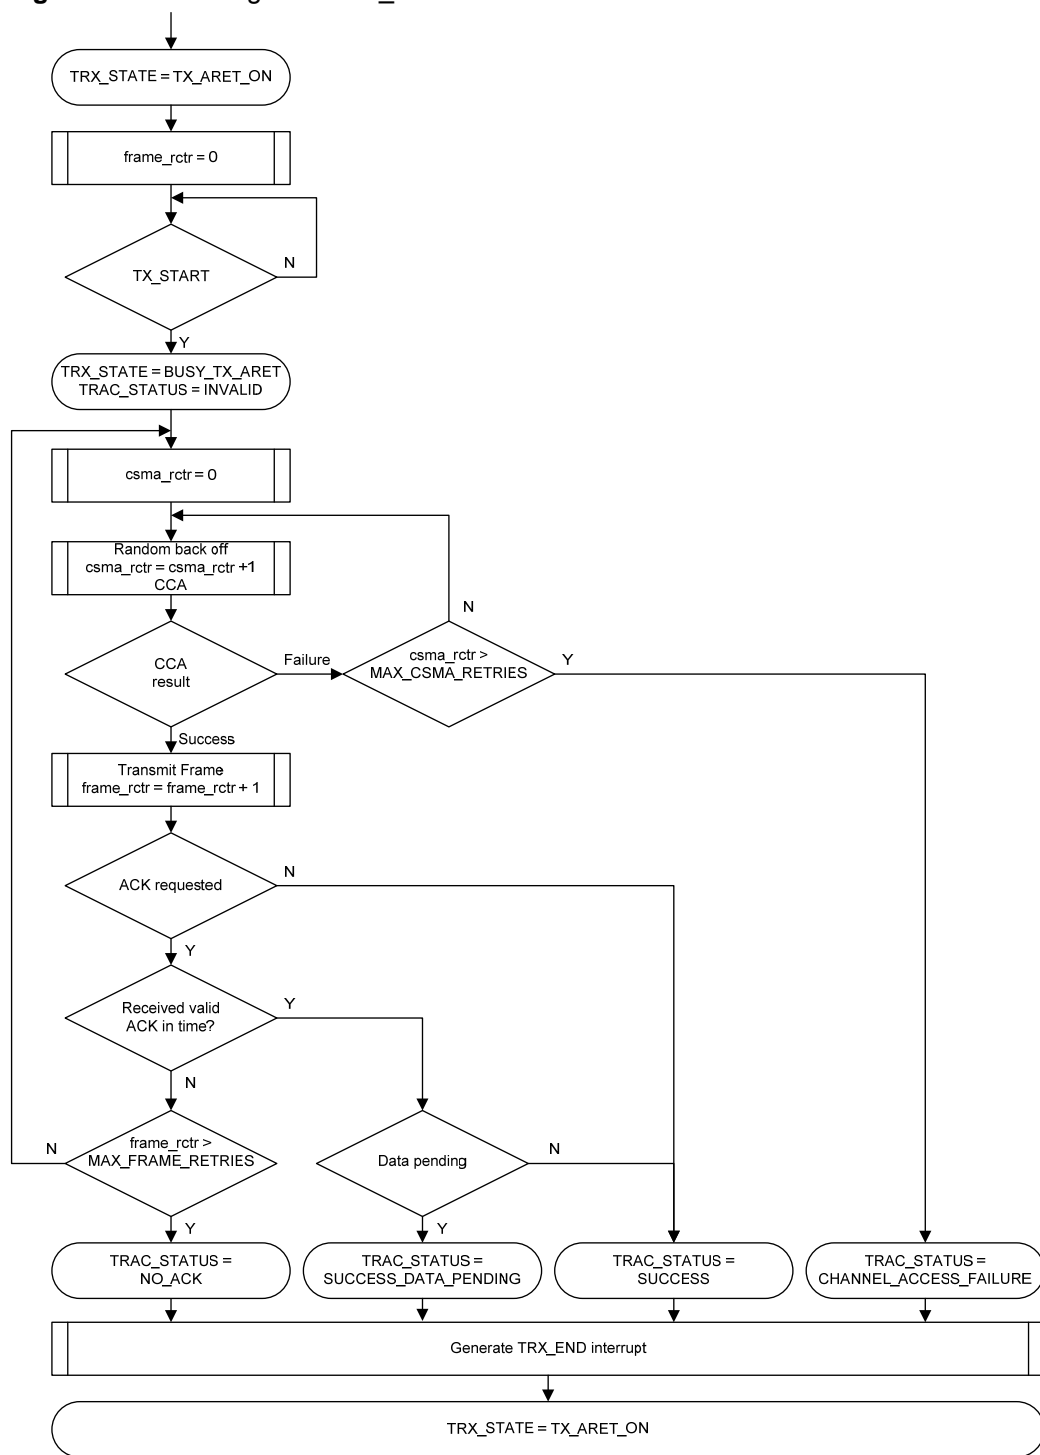 TRX_STATE = TX_ARET_ON
frame_rctr = 0
N
TX_START
Y
TRX_STATE = BUSY_TX_ARET
TRAC_STATUS = INVALID
csma_rctr = 0
Random back off
csma_rctr = csma_rctr +1
CCA
N
CCA
result
Failure
csma_rctr >
MAX_CSMA_RETRIES
Y
Success
Transmit Frame
frame_rctr = frame_rctr + 1
N
ACK requested
Y
Received valid
ACK in time?
Y
N
N
frame_rctr >
MAX_FRAME_RETRIES
Data pending
N
Y
Y
TRAC_STATUS =
NO_ACK
TRAC_STATUS =
SUCCESS_DATA_PENDING
TRAC_STATUS =
SUCCESS
TRAC_STATUS =
CHANNEL_ACCESS_FAILURE
Generate TRX_END interrupt
TRX_STATE = TX_ARET_ON